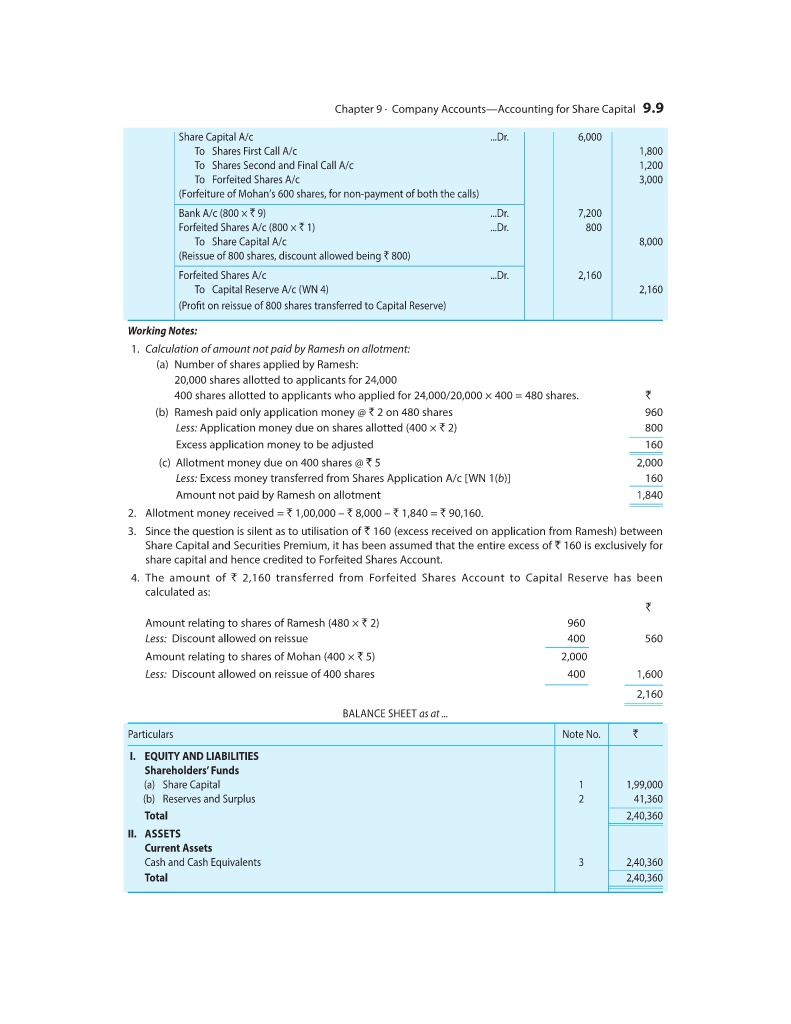 Chapter 9 · Company Accounts—Accounting for Share Capital 9.9
Share Capital A/c ...Dr. 6,000
To Shares First Call A/c 1,800
To Shares Second and Final Call A/c 1,200
To Forfeited Shares A/c 3,000
(Forfeiture of Mohan's 600 shares, for non-payment of both the calls)
Bank A/c (800 × ₹ 9) ...Dr. 7,200
Forfeited Shares A/c (800 × ₹ 1) ...Dr. 800
To Share Capital A/c 8,000
(Reissue of 800 shares, discount allowed being ₹ 800)
Forfeited Shares A/c ...Dr. 2,160
To Capital Reserve A/c (WN 4) 2,160
(Profit on reissue of 800 shares transferred to Capital Reserve)
Working Notes:
1. Calculation of amount not paid by Ramesh on allotment:
(a) Number of shares applied by Ramesh:
20,000 shares allotted to applicants for 24,000
400 shares allotted to applicants who applied for 24,000/20,000 × 400 = 480 shares. ₹
(b) Ramesh paid only application money @ ₹ 2 on 480 shares 960
Less: Application money due on shares allotted (400 × ₹ 2) 800
Excess application money to be adjusted 160
(c) Allotment money due on 400 shares @ ₹ 5 2,000
Less: Excess money transferred from Shares Application A/c [WN 1(b)] 160
Amount not paid by Ramesh on allotment 1,840
2. Allotment money received = ₹ 1,00,000 – ₹ 8,000 – ₹ 1,840 = ₹ 90,160.
3. Since the question is silent as to utilisation of ₹ 160 (excess received on application from Ramesh) between
Share Capital and Securities Premium, it has been assumed that the entire excess of ₹ 160 is exclusively for
share capital and hence credited to Forfeited Shares Account.
4. The amount of ₹ 2,160 transferred from Forfeited Shares Account to Capital Reserve has been
calculated as:
₹
Amount relating to shares of Ramesh (480 × ₹ 2) 960
Less: Discount allowed on reissue 400 560
Amount relating to shares of Mohan (400 × ₹ 5) 2,000
Less: Discount allowed on reissue of 400 shares 400 1,600
2,160
BALANCE SHEET as at ...
Particulars Note No. ₹
I. EQUITY AND LIABILITIES
Shareholders' Funds
(a) Share Capital 1 1,99,000
(b) Reserves and Surplus 2 41,360
Total 2,40,360
II. ASSETS
Current Assets
Cash and Cash Equivalents 3 2,40,360
Total 2,40,360